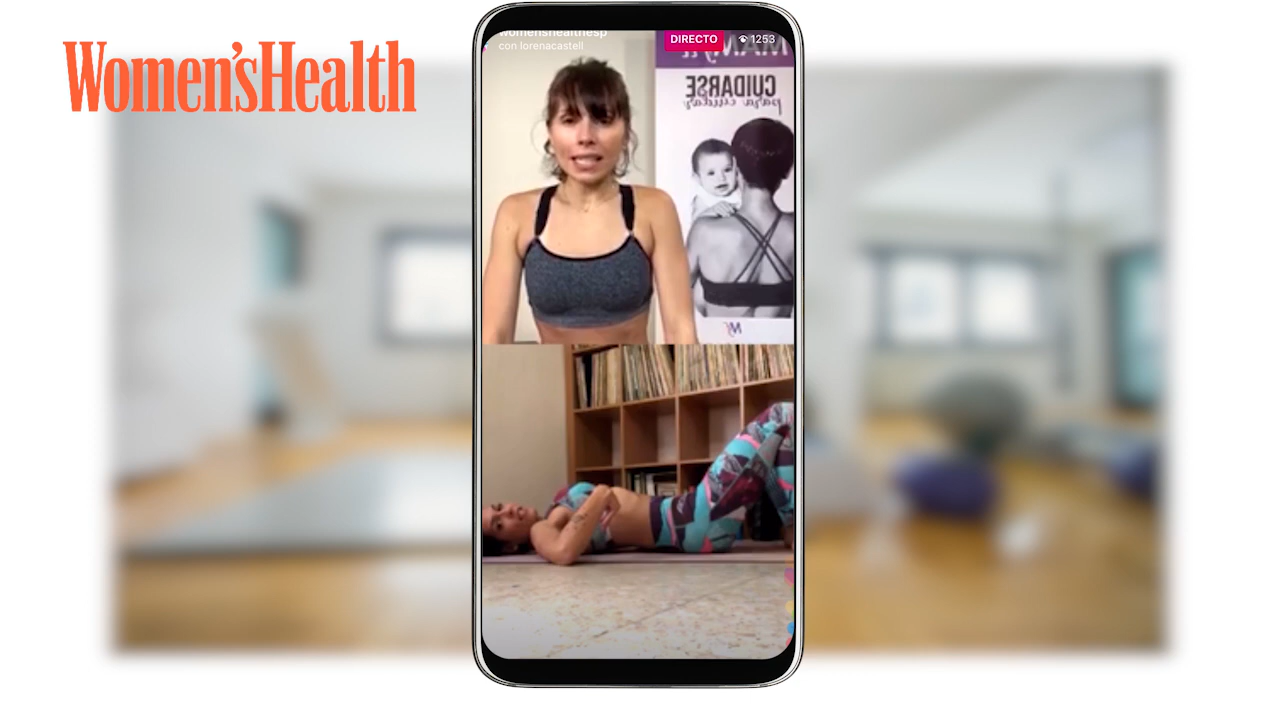 Women'sHealth
womenshealthesp
con lorenacastell
DIRECTO
1253
CUIDARSE
para cuidar